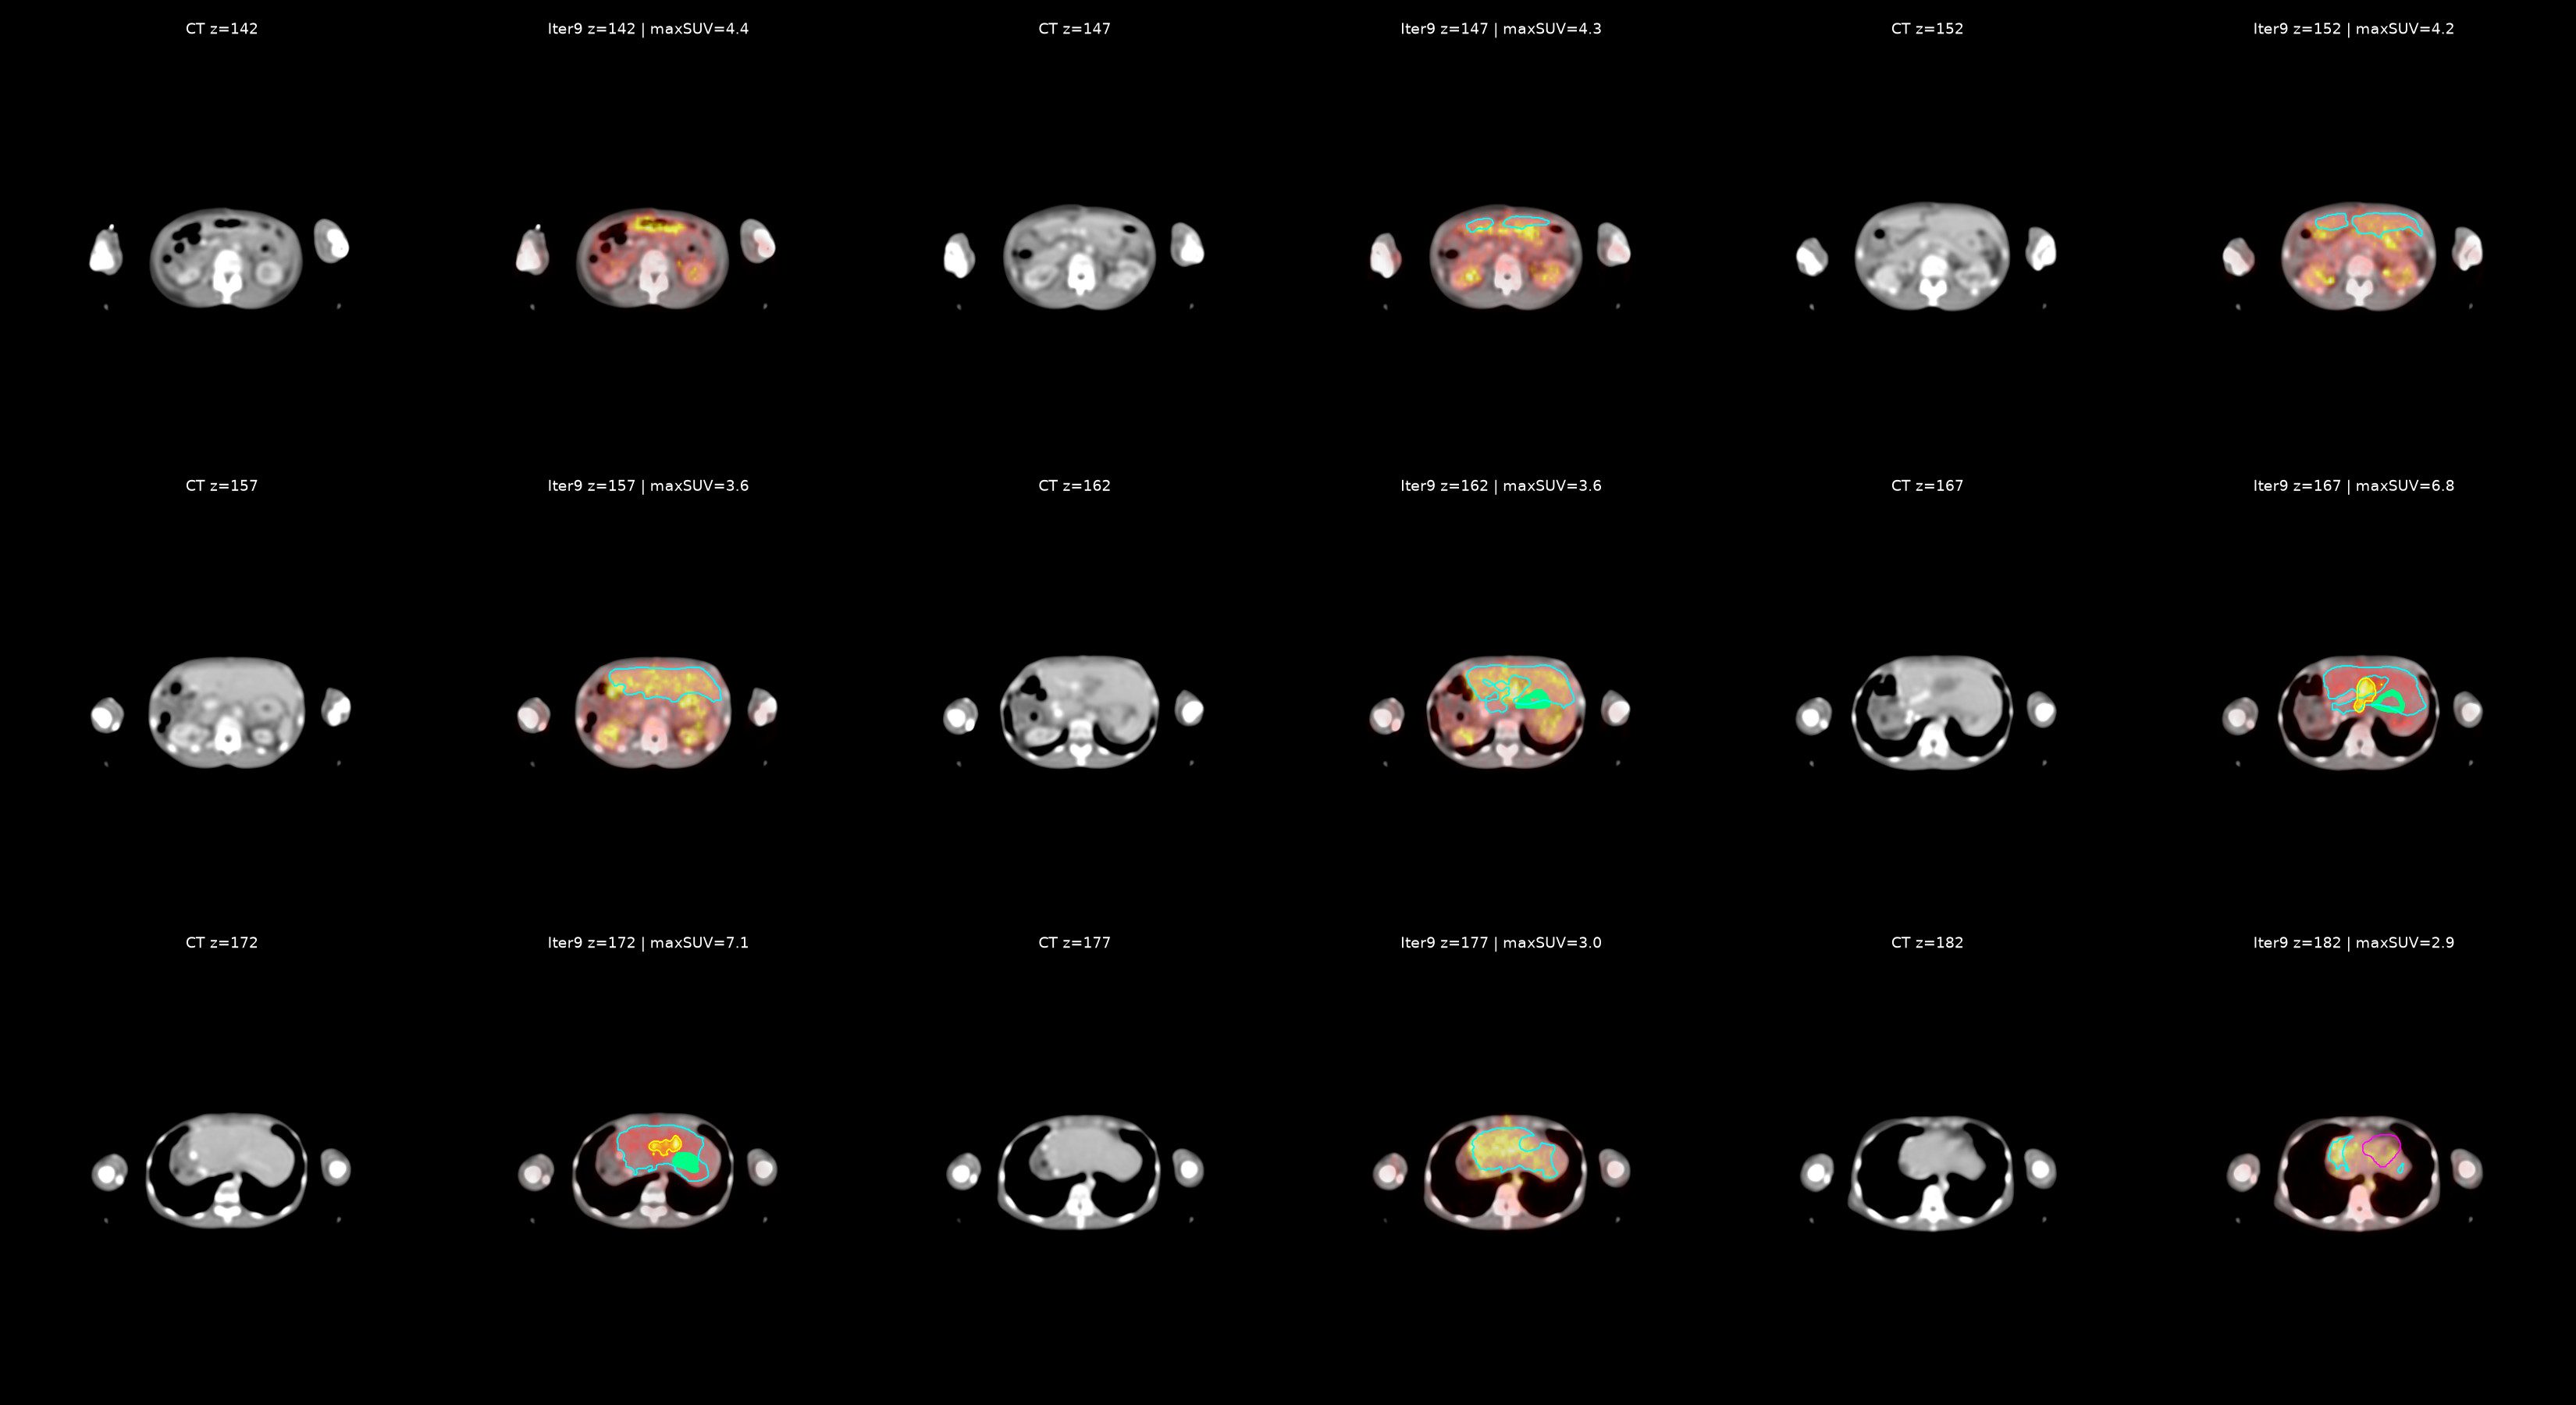 CT z=142
Iter9 z=142 | maxSUV=4.4
CT z=147
Iter9 z=147 | maxSUV=4.3
CT z=152
Iter9 z=152 | maxSUV=4.2
CT z=157
Iter9 z=157 | maxSUV=3.6
CT z=162
Iter9 z=162 | maxSUV=3.6
CT z=167
Iter9 z=167 | maxSUV=6.8
CT z=172
Iter9 z=172 | maxSUV=7.1
CT z=177
Iter9 z=177 | maxSUV=3.0
CT z=182
Iter9 z=182 | maxSUV=2.9